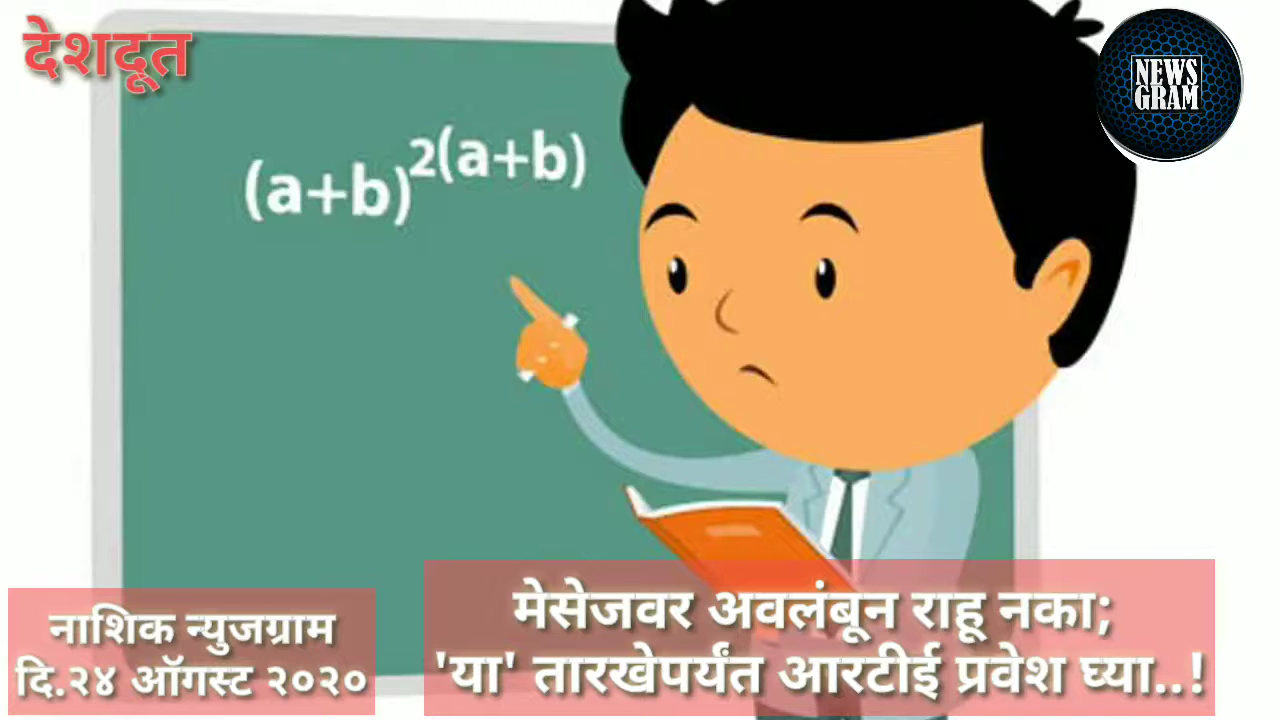 देशदूत
NEWS
GRAM
(a+b)²⁽ᵃ⁺ᵇ⁾
नाशिक न्युजग्राम
दि.२४ ऑगस्ट २०२०
मेसेजवर अवलंबून राहू नका;
'या' तारखेपर्यंत आरटीई प्रवेश घ्या..!